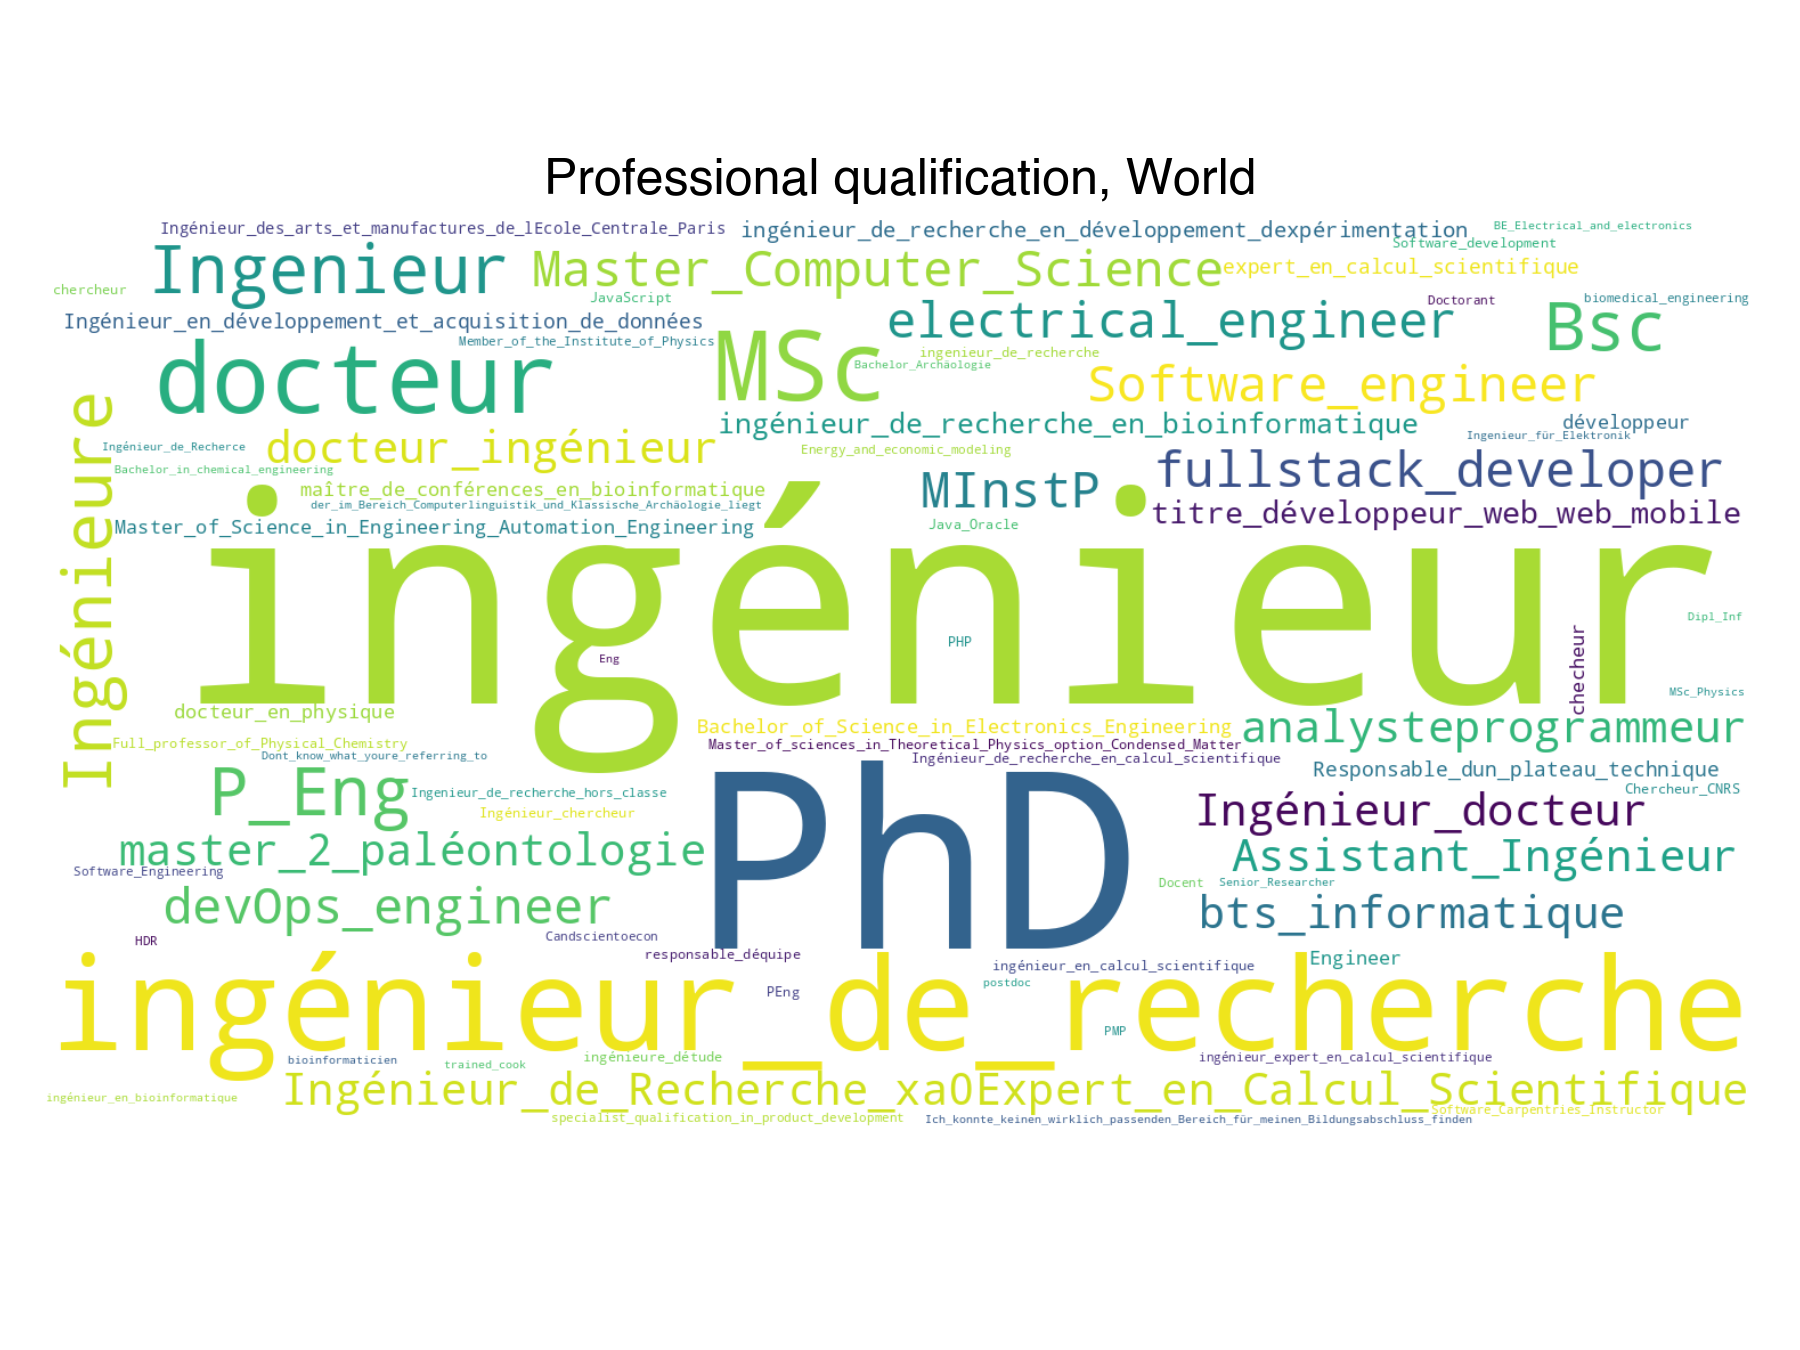 Professional qualification, World
Ingénieur_des_arts_et_manufactures_de_lEcole_Centrale_Paris
ingénieur_de_recherche_en_développement_dexpérimentation
BE_Electrical_and_electronics
Software_development
Ingenieur
Master_Computer_Science
expert_en_calcul_scientifique
chercheur
JavaScript
Doctorant
biomedical_engineering
Ingénieur_en_développement_et_acquisition_de_données
electrical_engineer
Bsc
Member_of_the_Institute_of_Physics
docteur
MSc
ingenieur_de_recherche
Bachelor_Archäologie
Software_engineer
Ingénieure
ingénieur_de_recherche_en_bioinformatique
développeur
Ingenieur_für_Elektronik
Ingénieur_de_Recherce
docteur_ingénieur
Energy_and_economic_modeling
Bachelor_in_chemical_engineering
fullstack_developer
maître_de_conférences_en_bioinformatique
MInstP
der_im_Bereich_Computerlinguistik_und_Klassische_Archäologie_liegt
titre_développeur_web_web_mobile
Master_of_Science_in_Engineering_Automation_Engineering
Java_Oracle
ingénieur
Dipl_Inf
PHP
Eng
checheur
MSc_Physics
docteur_en_physique
Bachelor_of_Science_in_Electronics_Engineering
analysteprogrammeur
Full_professor_of_Physical_Chemistry
Master_of_sciences_in_Theoretical_Physics_option_Condensed_Matter
Dont_know_what_youre_referring_to
Ingénieur_de_recherche_en_calcul_scientifique
Responsable_dun_plateau_technique
P_Eng
Ingenieur_de_recherche_hors_classe
Chercheur_CNRS
Ingénieur_chercheur
PhD
Ingénieur_docteur
master_2_paléontologie
Assistant_Ingénieur
Software_Engineering
Docent
Senior_Researcher
devOps_engineer
bts_informatique
HDR
Candscientoecon
responsable_déquipe
Engineer
ingénieur_en_calcul_scientifique
postdoc
PEng
ingénieur_de_recherche
PMP
bioinformaticien
trained_cook
ingénieure_détude
ingénieur_expert_en_calcul_scientifique
ingénieur_en_bioinformatique
Ingénieur_de_Recherche_xa0Expert_en_Calcul_Scientifique
Software_Carpentries_Instructor
specialist_qualification_in_product_development
Ich_konnte_keinen_wirklich_passenden_Bereich_für_meinen_Bildungsabschluss_finden